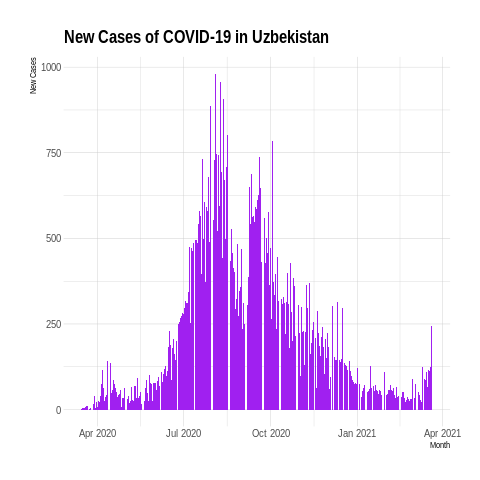 New Cases of COVID-19 in Uzbekistan
New Cases
1000
750
500
250
0
Apr 2020
Jul 2020
Oct 2020
Jan 2021
Apr 2021
Month